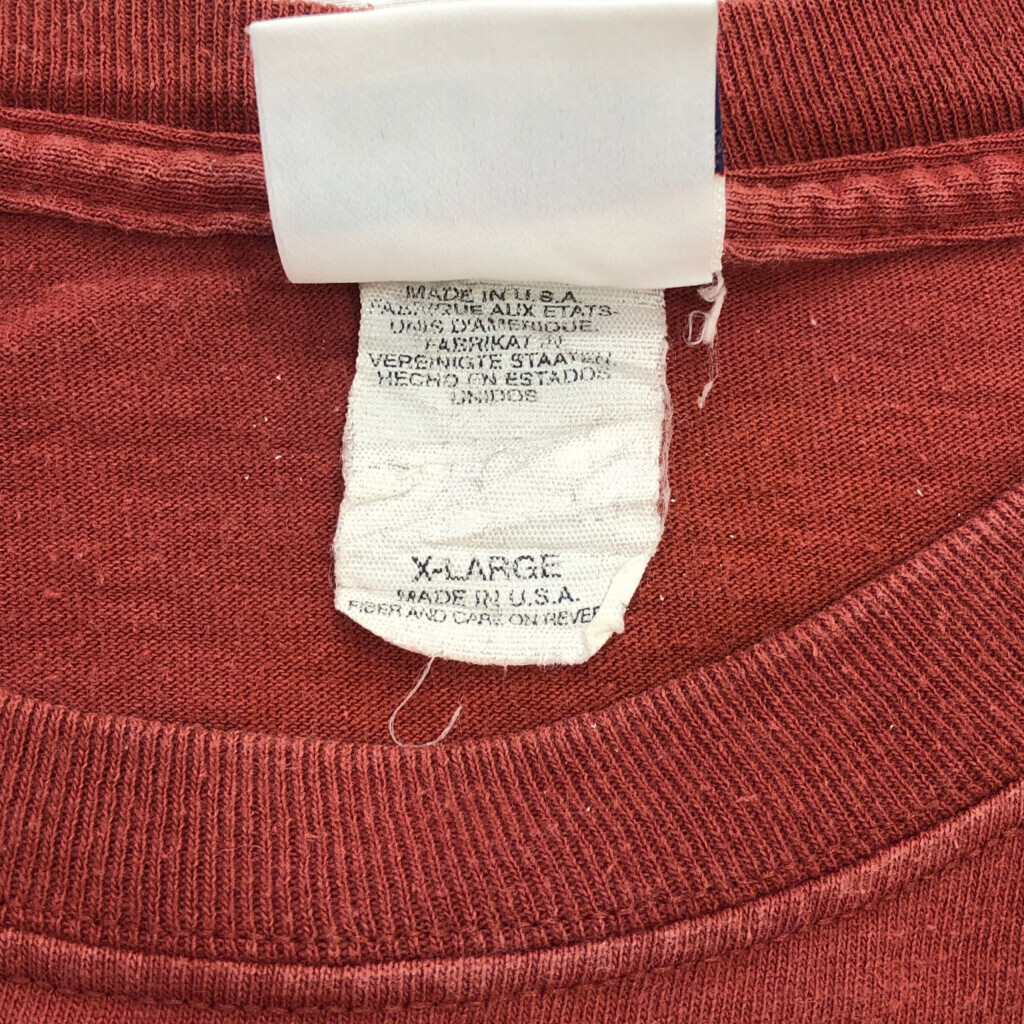 MADE IN U.S.A.
FABRIQUE AUX ETATS-
UNIS D'AMERIQUE.
FABRIKAT IN
VEREINIGTE STAATEN
HECHO EN ESTADOS
UNIDOS
X-LARGE
MADE IN U.S.A.
FIBER AND CARE ON REVER